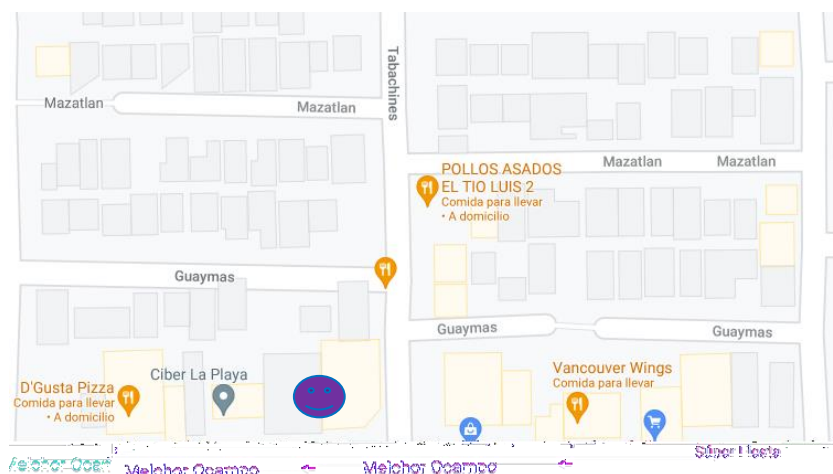 Tabachines
Mazatlan
Mazatlan
POLLOS ASADOS
EL TIO LUIS 2
Comida para llevar
• A domicilio
Mazatlan
Mazatlan
Guaymas
Guaymas
Guaymas
Ciber La Playa
D'Gusta Pizza
Comida para llevar
• A domicilio
Vancouver Wings
Comida para llevar
Melchor Ocampo
Melchor Ocampo